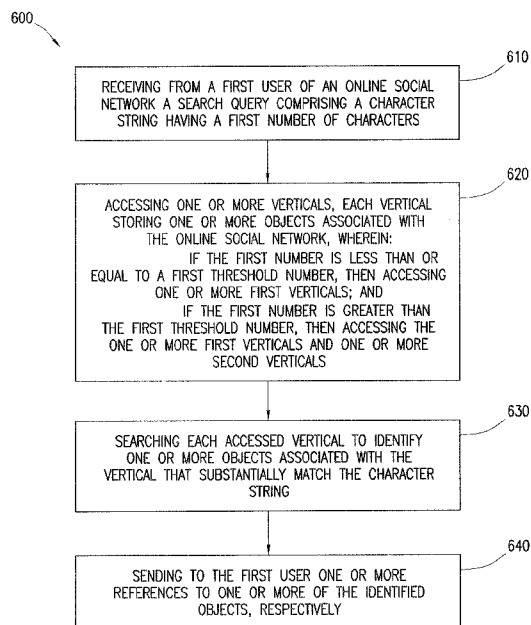 600
610
RECEIVING FROM A FIRST USER OF AN ONLINE SOCIAL
NETWORK A SEARCH QUERY COMPRISING A CHARACTER
STRING HAVING A FIRST NUMBER OF CHARACTERS
620
ACCESSING ONE OR MORE VERTICALS, EACH VERTICAL
STORING ONE OR MORE OBJECTS ASSOCIATED WITH
THE ONLINE SOCIAL NETWORK, WHEREIN:
IF THE FIRST NUMBER IS LESS THAN OR
EQUAL TO A FIRST THRESHOLD NUMBER, THEN ACCESSING
ONE OR MORE FIRST VERTICALS; AND
IF THE FIRST NUMBER IS GREATER THAN
THE FIRST THRESHOLD NUMBER, THEN ACCESSING THE
ONE OR MORE FIRST VERTICALS AND ONE OR MORE
SECOND VERTICALS
630
SEARCHING EACH ACCESSED VERTICAL TO IDENTIFY
ONE OR MORE OBJECTS ASSOCIATED WITH THE
VERTICAL THAT SUBSTANTIALLY MATCH THE CHARACTER
STRING
640
SENDING TO THE FIRST USER ONE OR MORE
REFERENCES TO ONE OR MORE OF THE IDENTIFIED
OBJECTS, RESPECTIVELY